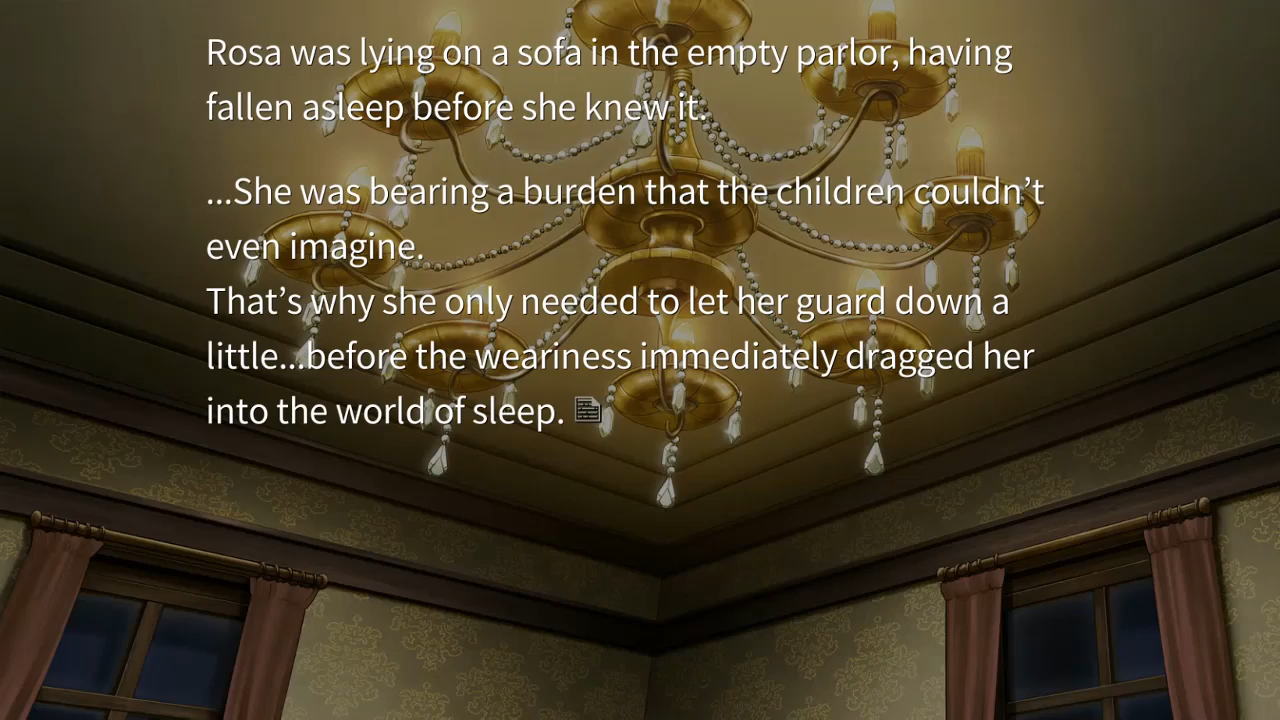 Rosa was lying on a sofa in the empty parlor, having
fallen asleep before she knew it.
...She was bearing a burden that the children couldn’t
even imagine.
That’s why she only needed to let her guard down a
little...before the weariness immediately dragged her
into the world of sleep.